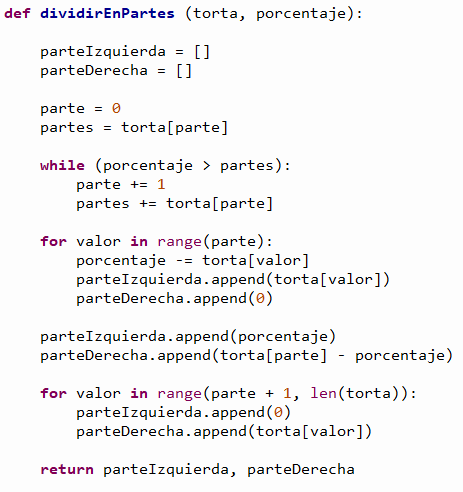 def dividirEnPartes (torta, porcentaje):
    parteIzquierda = []
    parteDerecha = []
    parte = 0
    partes = torta[parte]
    while (porcentaje > partes):
        parte += 1
        partes += torta[parte]
    for valor in range(parte):
        porcentaje -= torta[valor]
        parteIzquierda.append(torta[valor])
        parteDerecha.append(0)
    parteIzquierda.append(porcentaje)
    parteDerecha.append(torta[parte] - porcentaje)
    for valor in range(parte + 1, len(torta)):
        parteIzquierda.append(0)
        parteDerecha.append(torta[valor])
    return parteIzquierda, parteDerecha